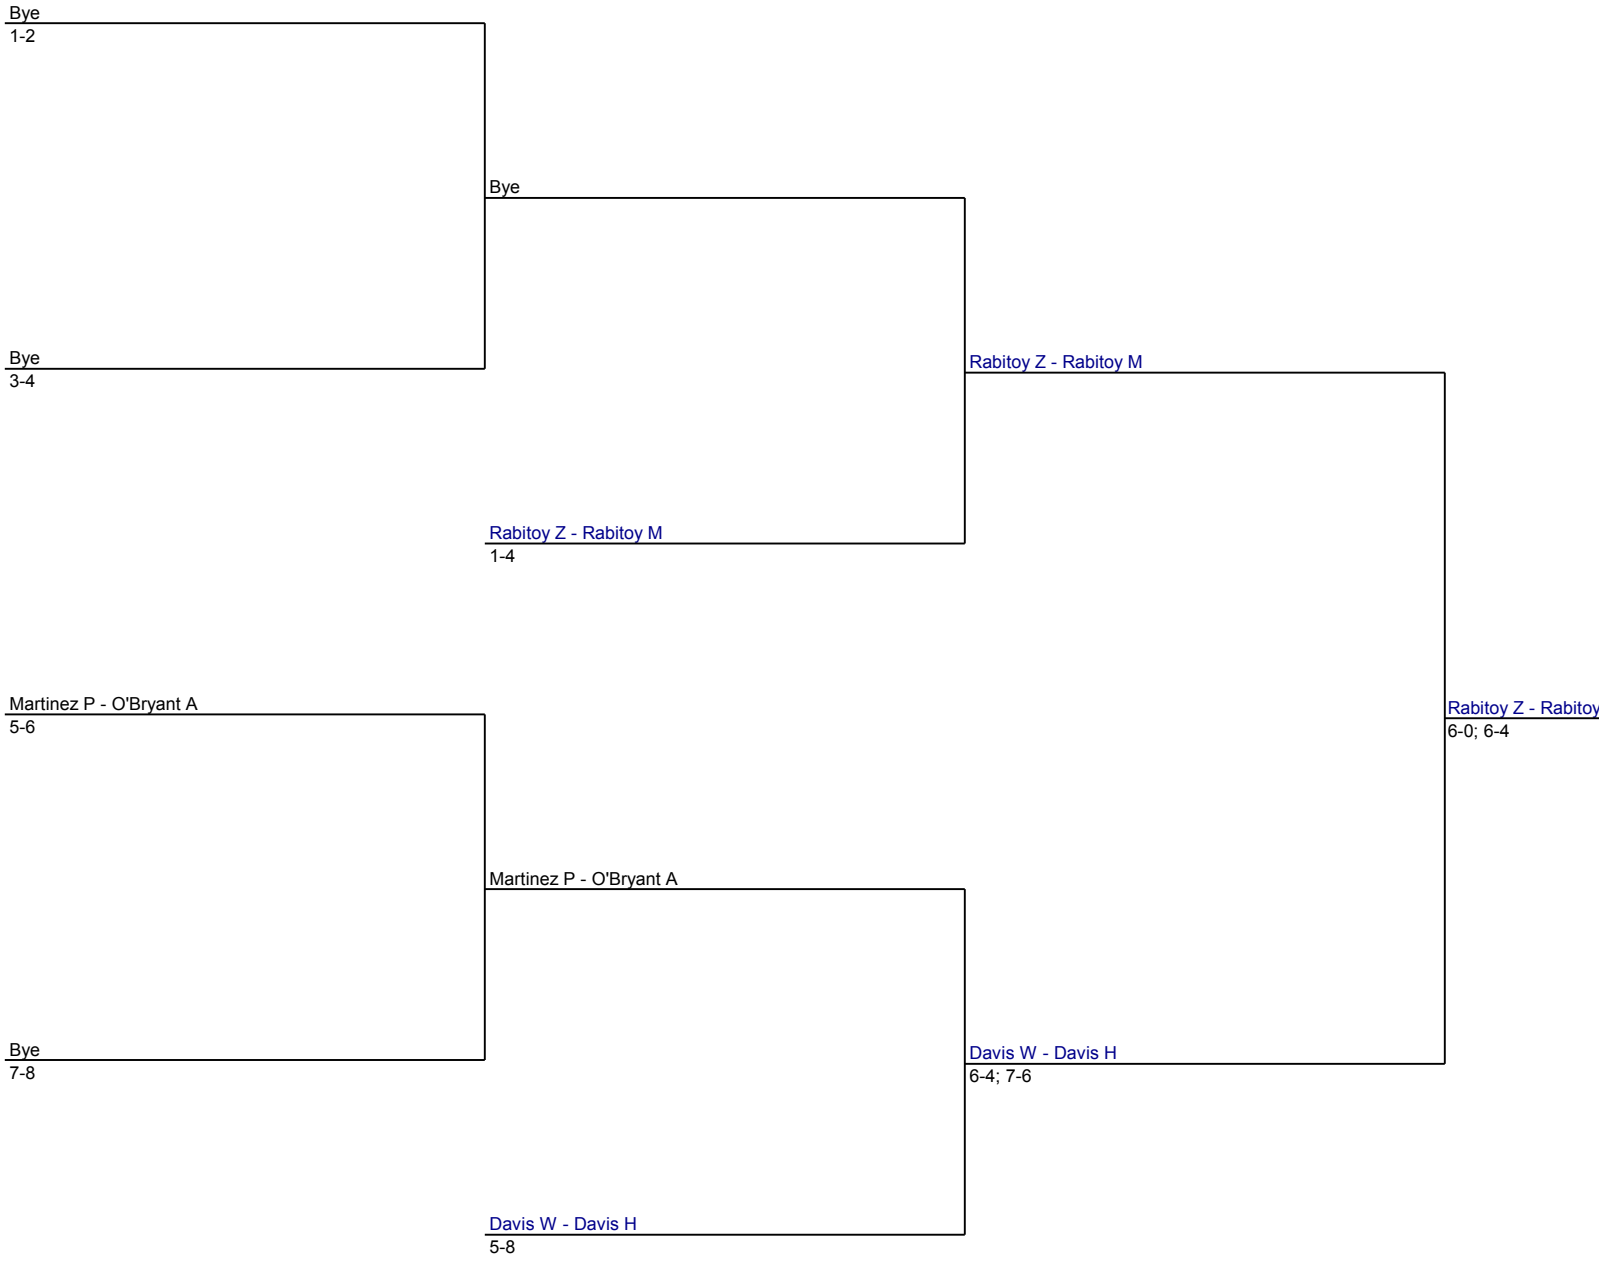 Bye
1-2
Bye
Bye
3-4
Rabitoy Z - Rabitoy M
Rabitoy Z - Rabitoy M
1-4
Martinez P - O'Bryant A
5-6
Rabitoy Z - Rabitoy
6-0; 6-4
Martinez P - O'Bryant A
Bye
7-8
Davis W - Davis H
6-4; 7-6
Davis W - Davis H
5-8